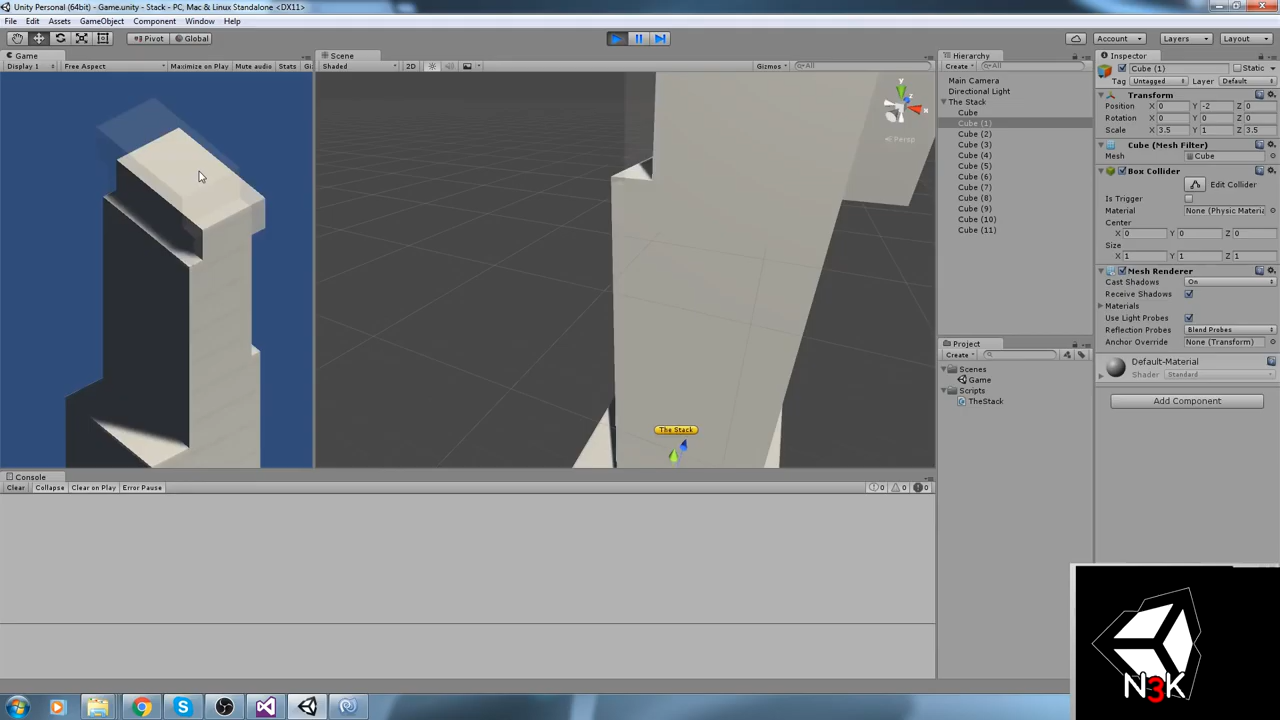 Unity Personal (64bit) - Game.unity - Stack - PC, Mac & Linux Standalone <DX11>
File Edit Assets GameObject Component Window Help
Pivot Global Account Layers Layout
Game
Display 1 Free Aspect Maximize on Play Mute audio Stats
Scene
Shaded 2D Gizmos All
y
Persp
The Stack
Hierarchy
Create All
Main Camera
Directional Light
The Stack
Cube
Cube (1)
Cube (2)
Cube (3)
Cube (4)
Cube (5)
Cube (6)
Cube (7)
Cube (8)
Cube (9)
Cube (10)
Cube (11)
Project
Create
Scenes
Game
Scripts
TheStack
Inspector
Cube (1) Static
Tag Untagged Layer Default
Transform
Position X 0 Y -2 Z 0
Rotation X 0 Y 0 Z 0
Scale X 3.5 Y 1 Z 3.5
Cube (Mesh Filter)
Mesh Cube
Box Collider
Edit Collider
Is Trigger
Material None (Physic Materia
Center
X 0 Y 0 Z 0
Size
X 1 Y 1 Z 1
Mesh Renderer
Cast Shadows On
Receive Shadows
Materials
Use Light Probes
Reflection Probes Blend Probes
Anchor Override None (Transform)
Default-Material
Shader Standard
Add Component
Console
Clear Collapse Clear on Play Error Pause 0 0 0
N3K